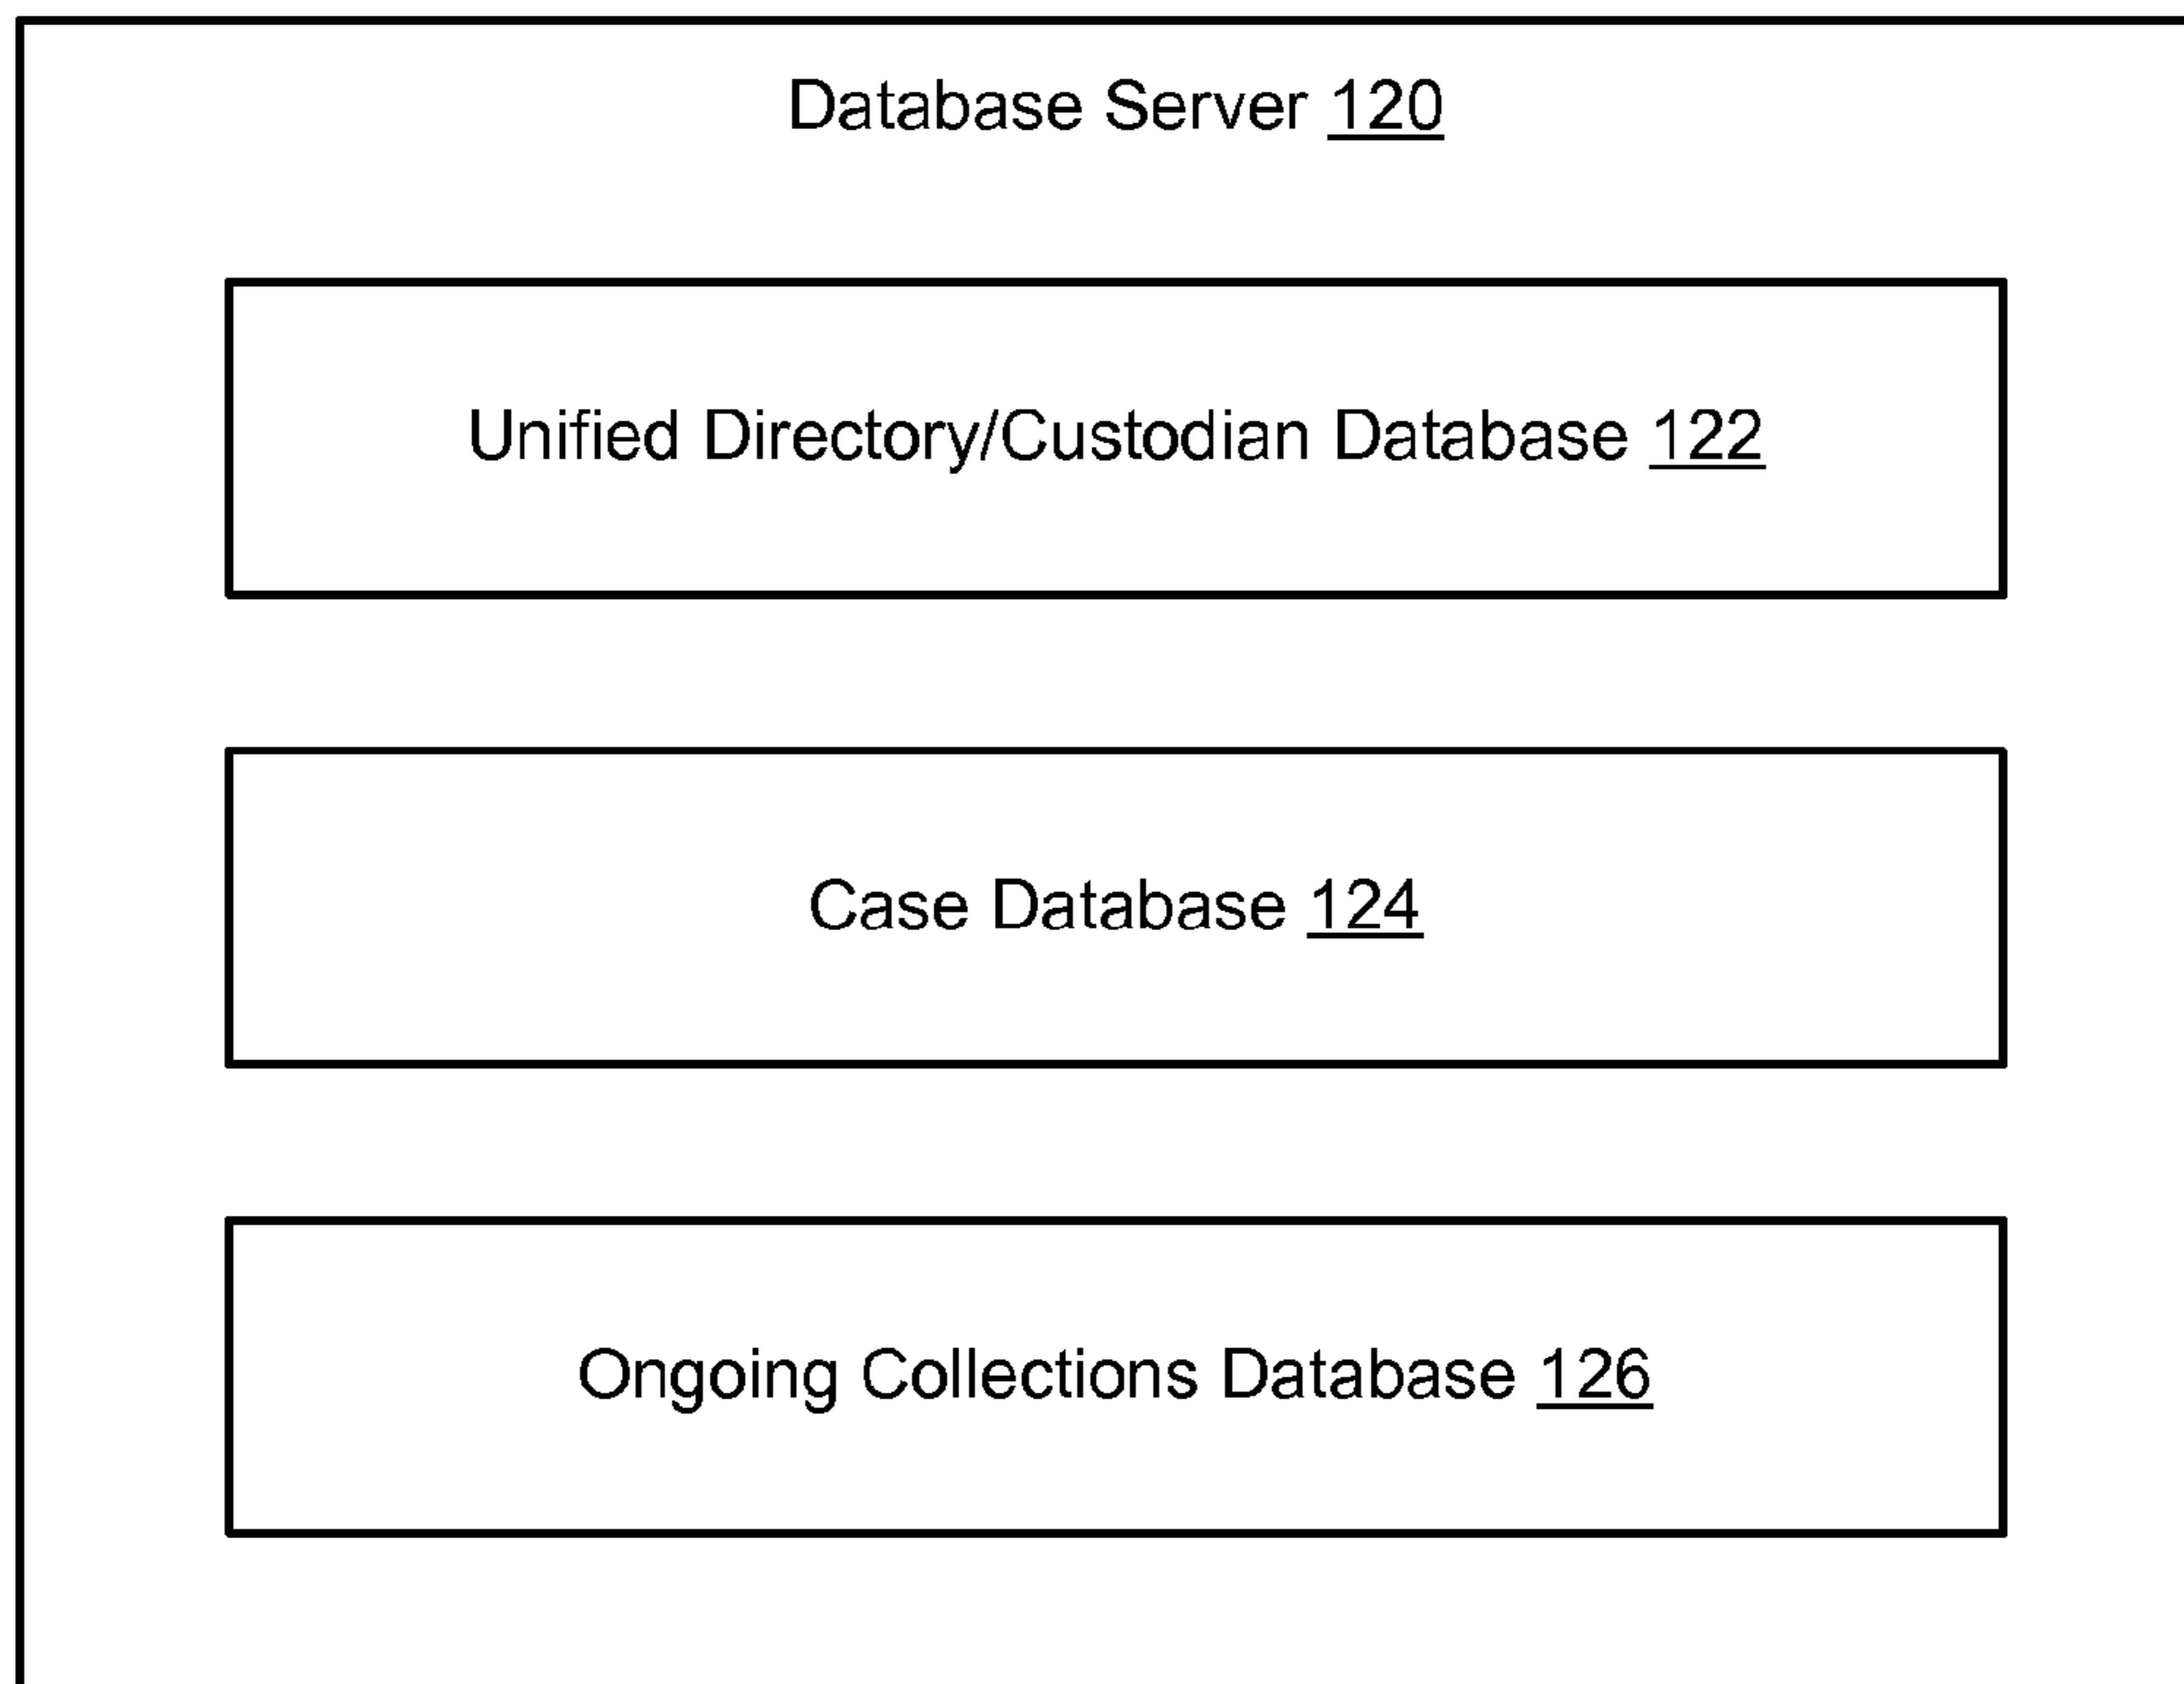 Database Server 120
Unified Directory/Custodian Database 122
Case Database 124
Ongoing Collections Database 126